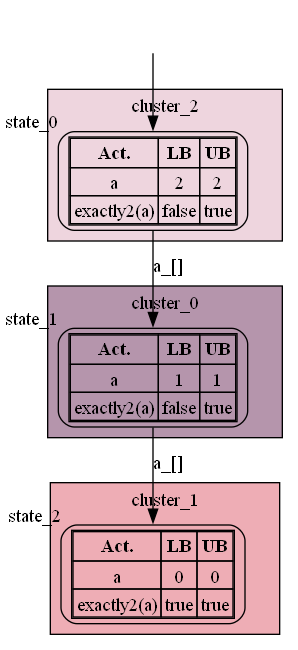 cluster_2
state_0
Act. LB UB
a 2 2
exactly2(a) false true
a_[]
cluster_0
state_1
Act. LB UB
a 1 1
exactly2(a) false true
a_[]
cluster_1
state_2
Act. LB UB
a 0 0
exactly2(a) true true